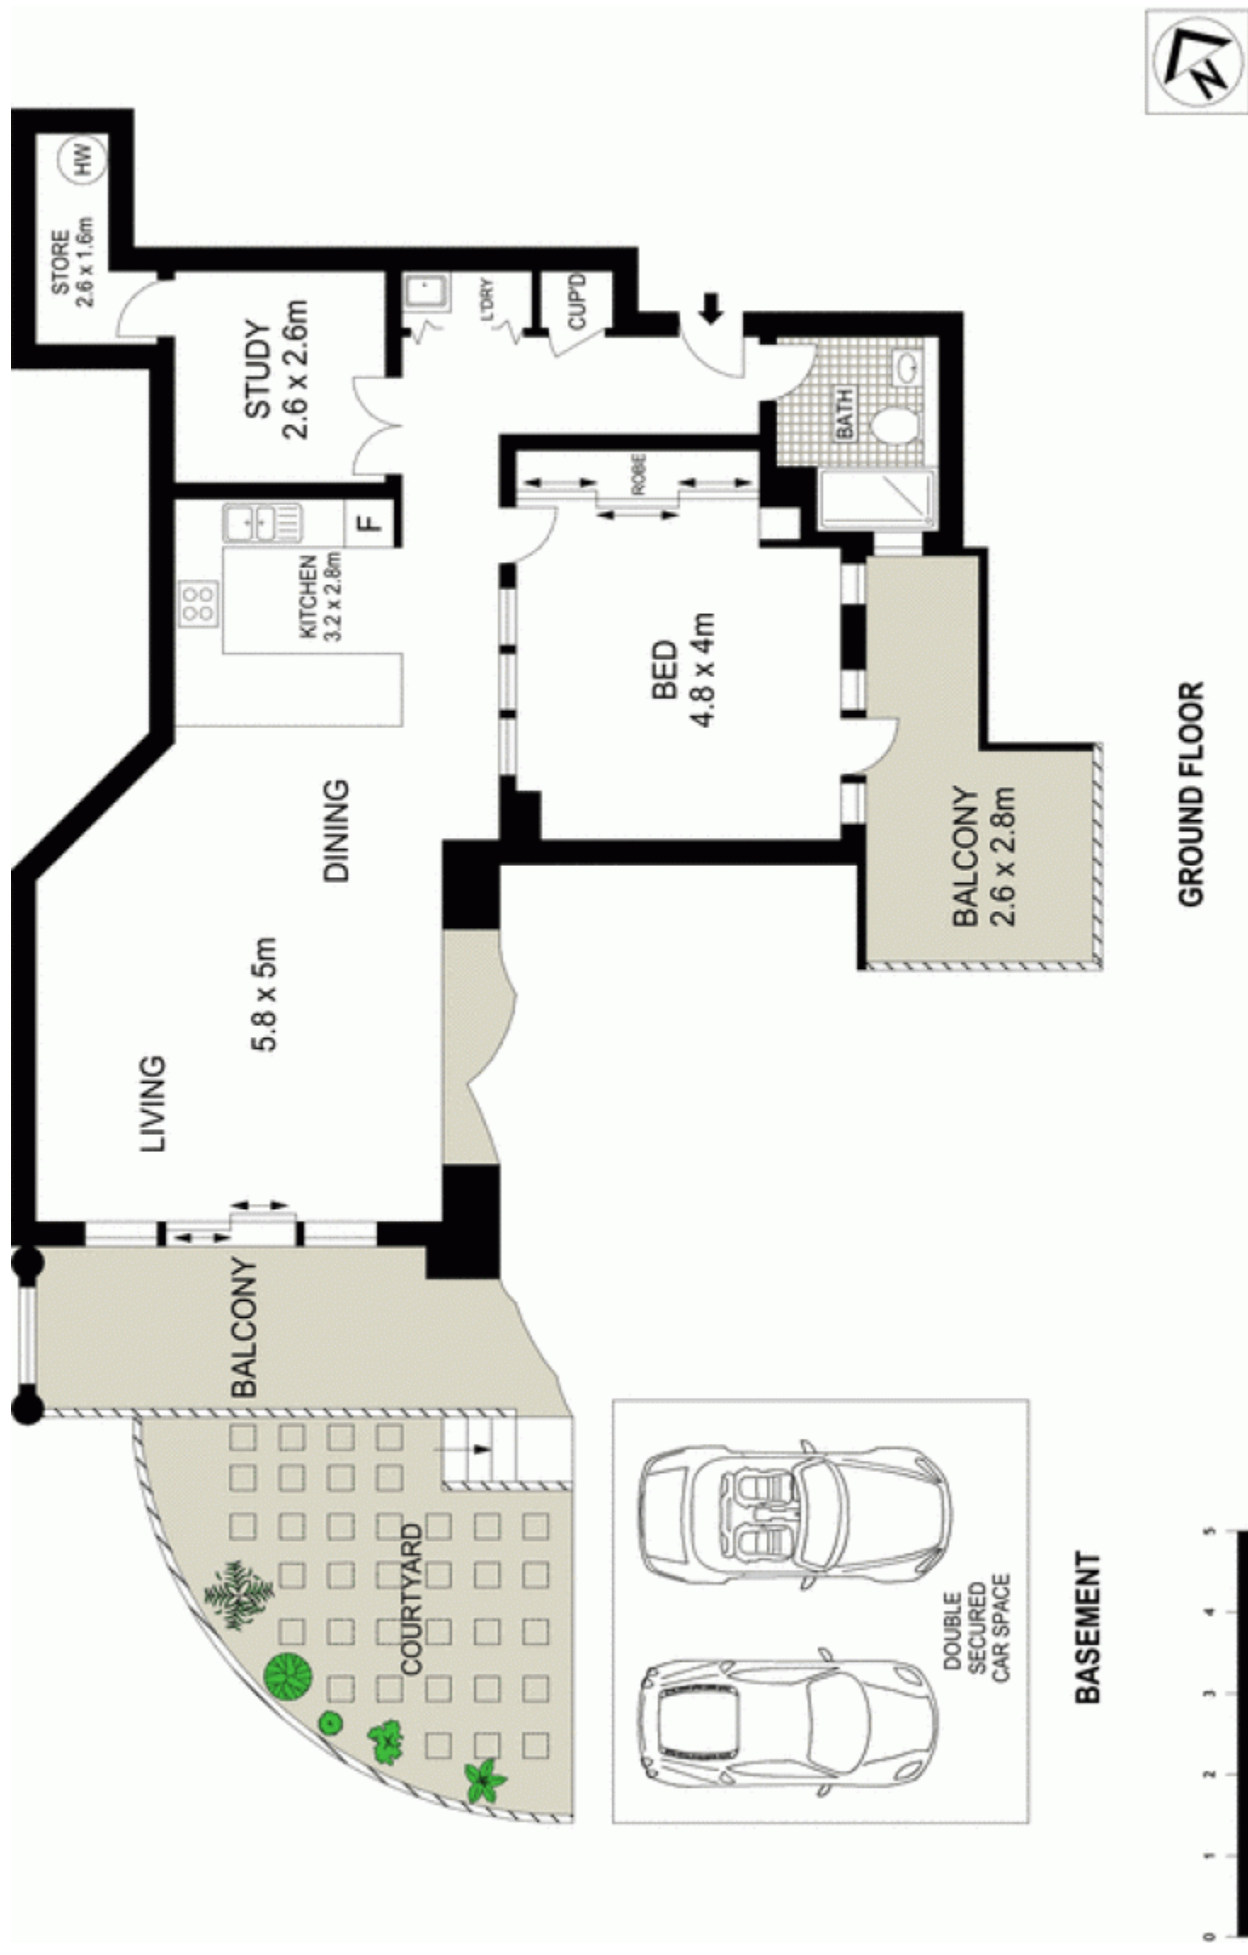 N
HW
STORE
2.6 x 1.6m
STUDY
2.6 x 2.6m
L'DRY
CUP'D
BATH
ROBE
F
KITCHEN
3.2 x 2.8m
BED
4.8 x 4m
DINING
BALCONY
2.6 x 2.8m
GROUND FLOOR
5.8 x 5m
LIVING
BALCONY
COURTYARD
DOUBLE
SECURED
CAR SPACE
BASEMENT
0 1 2 3 4 5